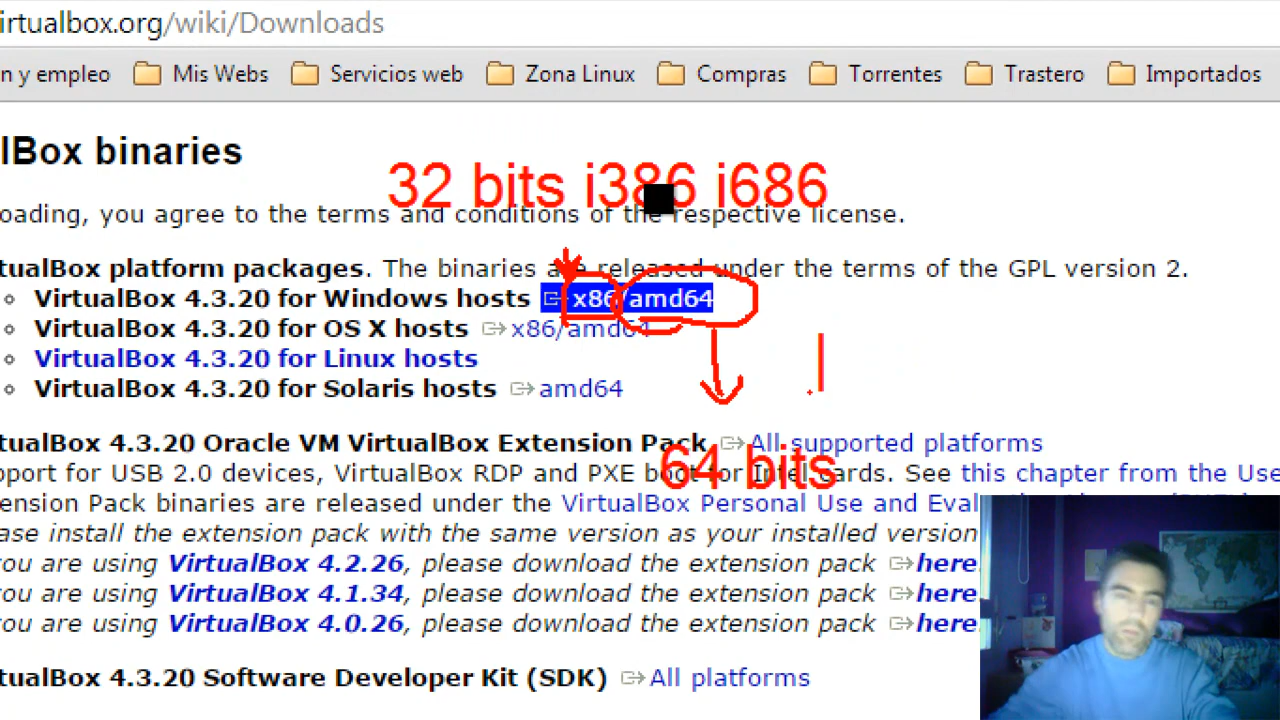 irtualbox.org/wiki/Downloads
n y empleo Mis Webs Servicios web Zona Linux Compras Torrentes Trastero Importados
lBox binaries
32 bits i386 i686
oading, you agree to the terms and conditions of the respective license.
tualBox platform packages. The binaries are released under the terms of the GPL version 2.
VirtualBox 4.3.20 for Windows hosts x86/amd64
VirtualBox 4.3.20 for OS X hosts x86/amd64
VirtualBox 4.3.20 for Linux hosts
VirtualBox 4.3.20 for Solaris hosts amd64
tualBox 4.3.20 Oracle VM VirtualBox Extension Pack All supported platforms
64 bits
pport for USB 2.0 devices, VirtualBox RDP and PXE boot for Intel cards. See this chapter from the Use
ension Pack binaries are released under the VirtualBox Personal Use and Eval
ase install the extension pack with the same version as your installed version
ou are using VirtualBox 4.2.26, please download the extension pack here.
ou are using VirtualBox 4.1.34, please download the extension pack here.
ou are using VirtualBox 4.0.26, please download the extension pack here.
tualBox 4.3.20 Software Developer Kit (SDK) All platforms